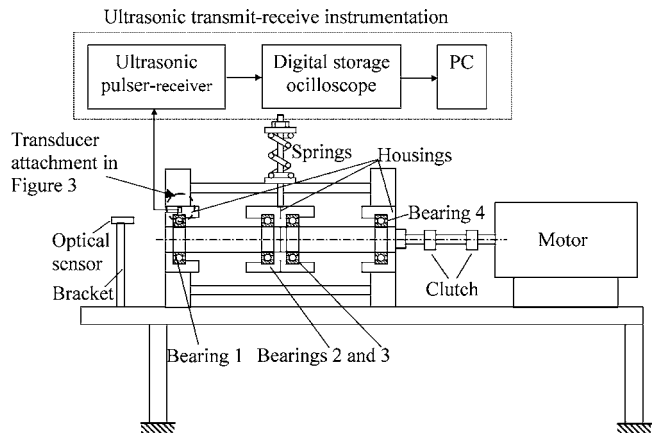 Ultrasonic transmit-receive instrumentation
Ultrasonic
pulser-receiver
Digital storage
ocilloscope
PC
Transducer
attachment in
Figure 3
Springs
Housings
Bearing 4
Optical
sensor
Bracket
Motor
Clutch
Bearing 1
Bearings 2 and 3